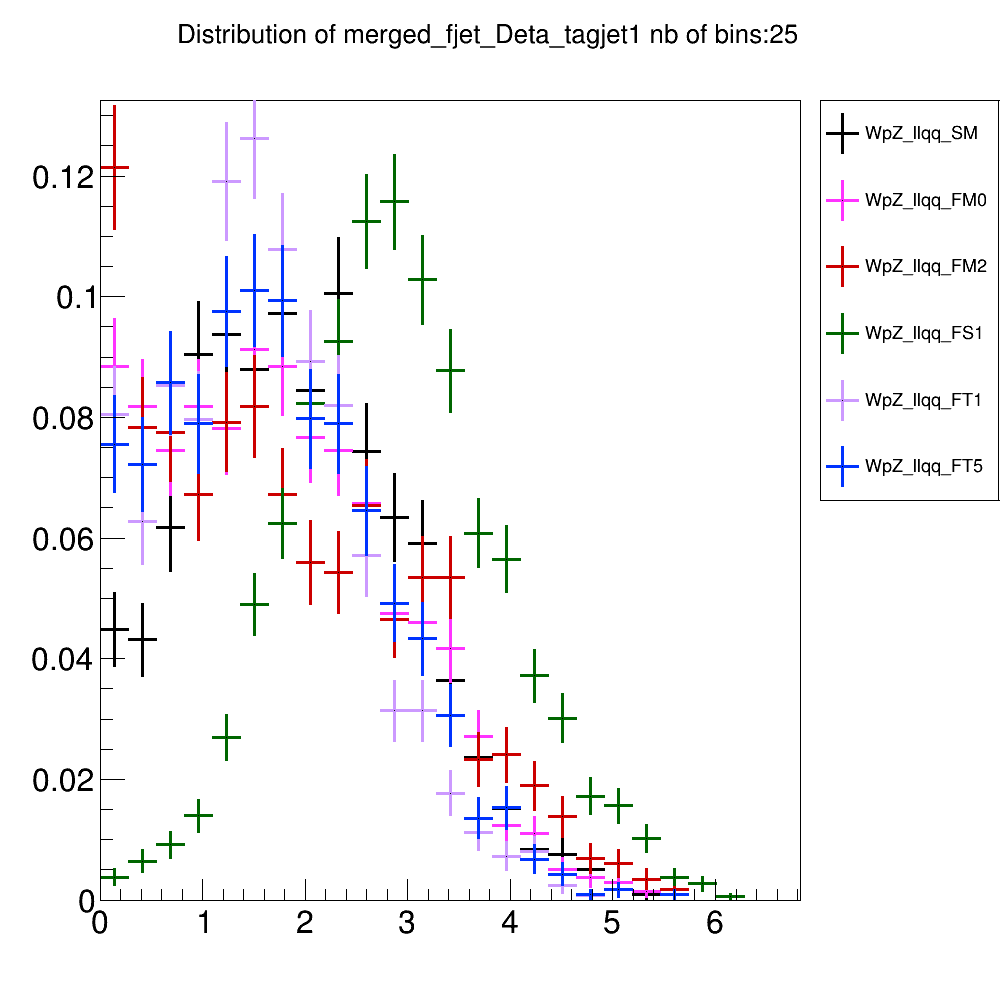 Distribution of merged_fjet_Deta_tagjet1 nb of bins:25
WpZ_llqq_SM
WpZ_llqq_FM0
WpZ_llqq_FM2
WpZ_llqq_FS1
WpZ_llqq_FT1
WpZ_llqq_FT5
0.12
0.1
0.08
0.06
0.04
0.02
0
0 1 2 3 4 5 6